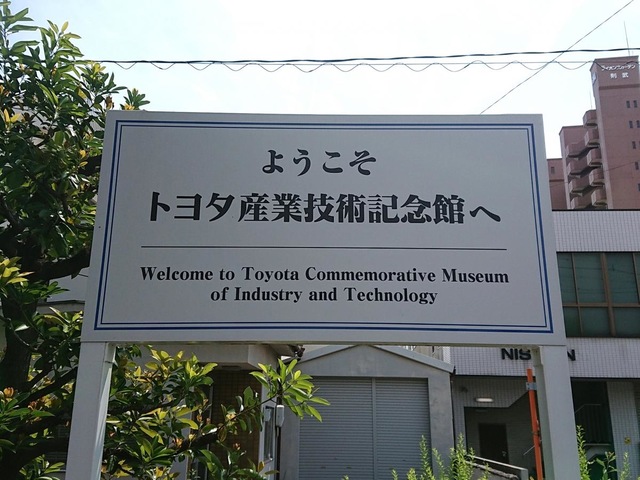 ようこそ
トヨタ産業技術記念館へ
Welcome to Toyota Commemorative Museum
of Industry and Technology